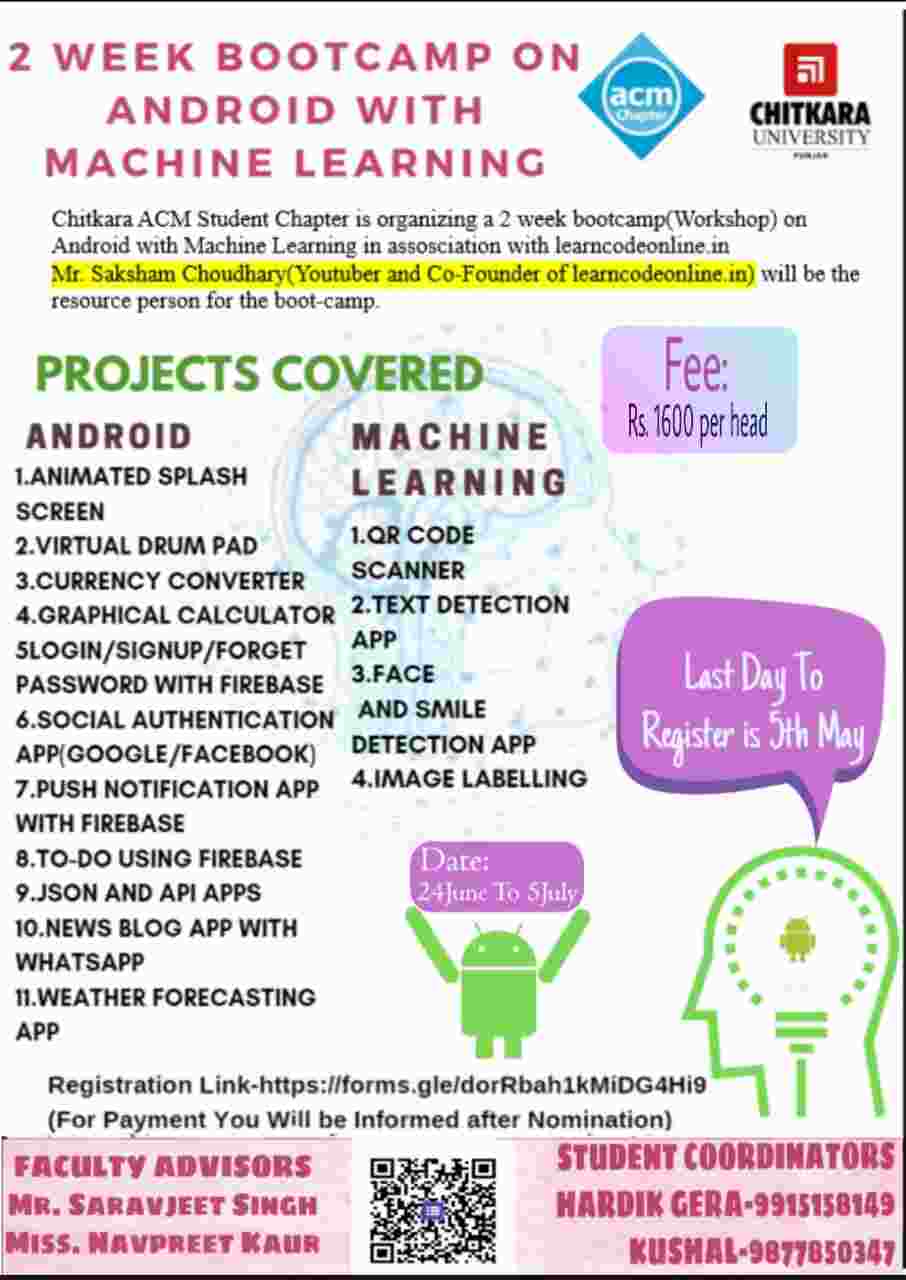 2 WEEK BOOTCAMP ON
ANDROID WITH
MACHINE LEARNING
acm
Chapter
CHITKARA
UNIVERSITY
PUNJAB
Chitkara ACM Student Chapter is organizing a 2 week bootcamp(Workshop) on
Android with Machine Learning in assosciation with learncodeonline.in
Mr. Saksham Choudhary(Youtuber and Co-Founder of learncodeonline.in) will be the
resource person for the boot-camp.
PROJECTS COVERED
Fee:
Rs. 1600 per head
ANDROID
1.ANIMATED SPLASH
SCREEN
2.VIRTUAL DRUM PAD
3.CURRENCY CONVERTER
4.GRAPHICAL CALCULATOR
5LOGIN/SIGNUP/FORGET
PASSWORD WITH FIREBASE
6.SOCIAL AUTHENTICATION
APP(GOOGLE/FACEBOOK)
7.PUSH NOTIFICATION APP
WITH FIREBASE
8.TO-DO USING FIREBASE
9.JSON AND API APPS
10.NEWS BLOG APP WITH
WHATSAPP
11.WEATHER FORECASTING
APP
MACHINE
LEARNING
1.QR CODE
SCANNER
2.TEXT DETECTION
APP
3.FACE
AND SMILE
DETECTION APP
4.IMAGE LABELLING
Last Day To
Register is 5th May
Date:
24June To 5July
Registration Link-https://forms.gle/dorRbah1kMiDG4Hi9
(For Payment You Will be Informed after Nomination)
FACULTY ADVISORS
MR. SARAVJEET SINGH
MISS. NAVPREET KAUR
STUDENT COORDINATORS
HARDIK GERA-9915158149
KUSHAL-9877850347